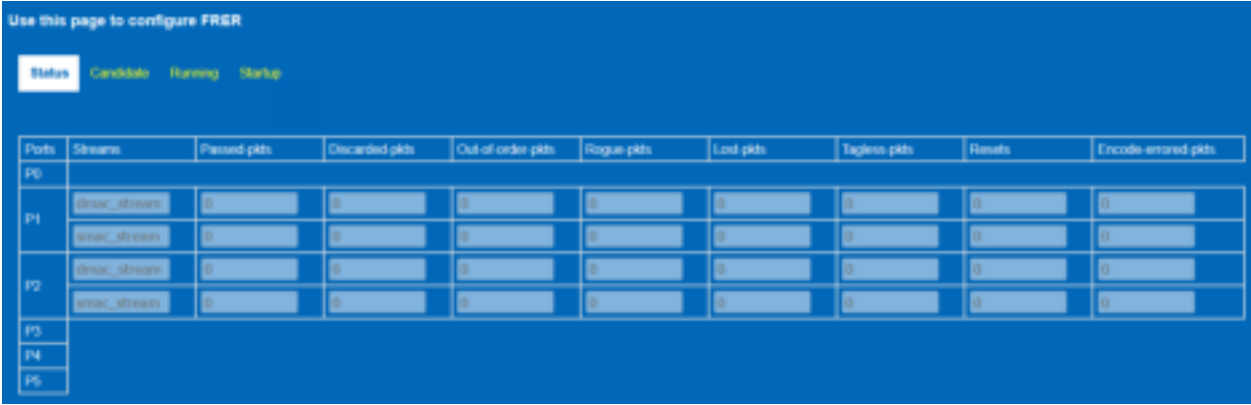 Use this page to configure FRER
Status Candidate Running Startup
Ports Streams Passed-pkts Discarded-pkts Out-of-order-pkts Rogue-pkts Lost-pkts Tagless-pkts Resets Encode-errored-pkts
P0
P1
dmac_stream 0 0 0 0 0 0 0 0
smac_stream 0 0 0 0 0 0 0 0
P2
dmac_stream 0 0 0 0 0 0 0 0
smac_stream 0 0 0 0 0 0 0 0
P3
P4
P5